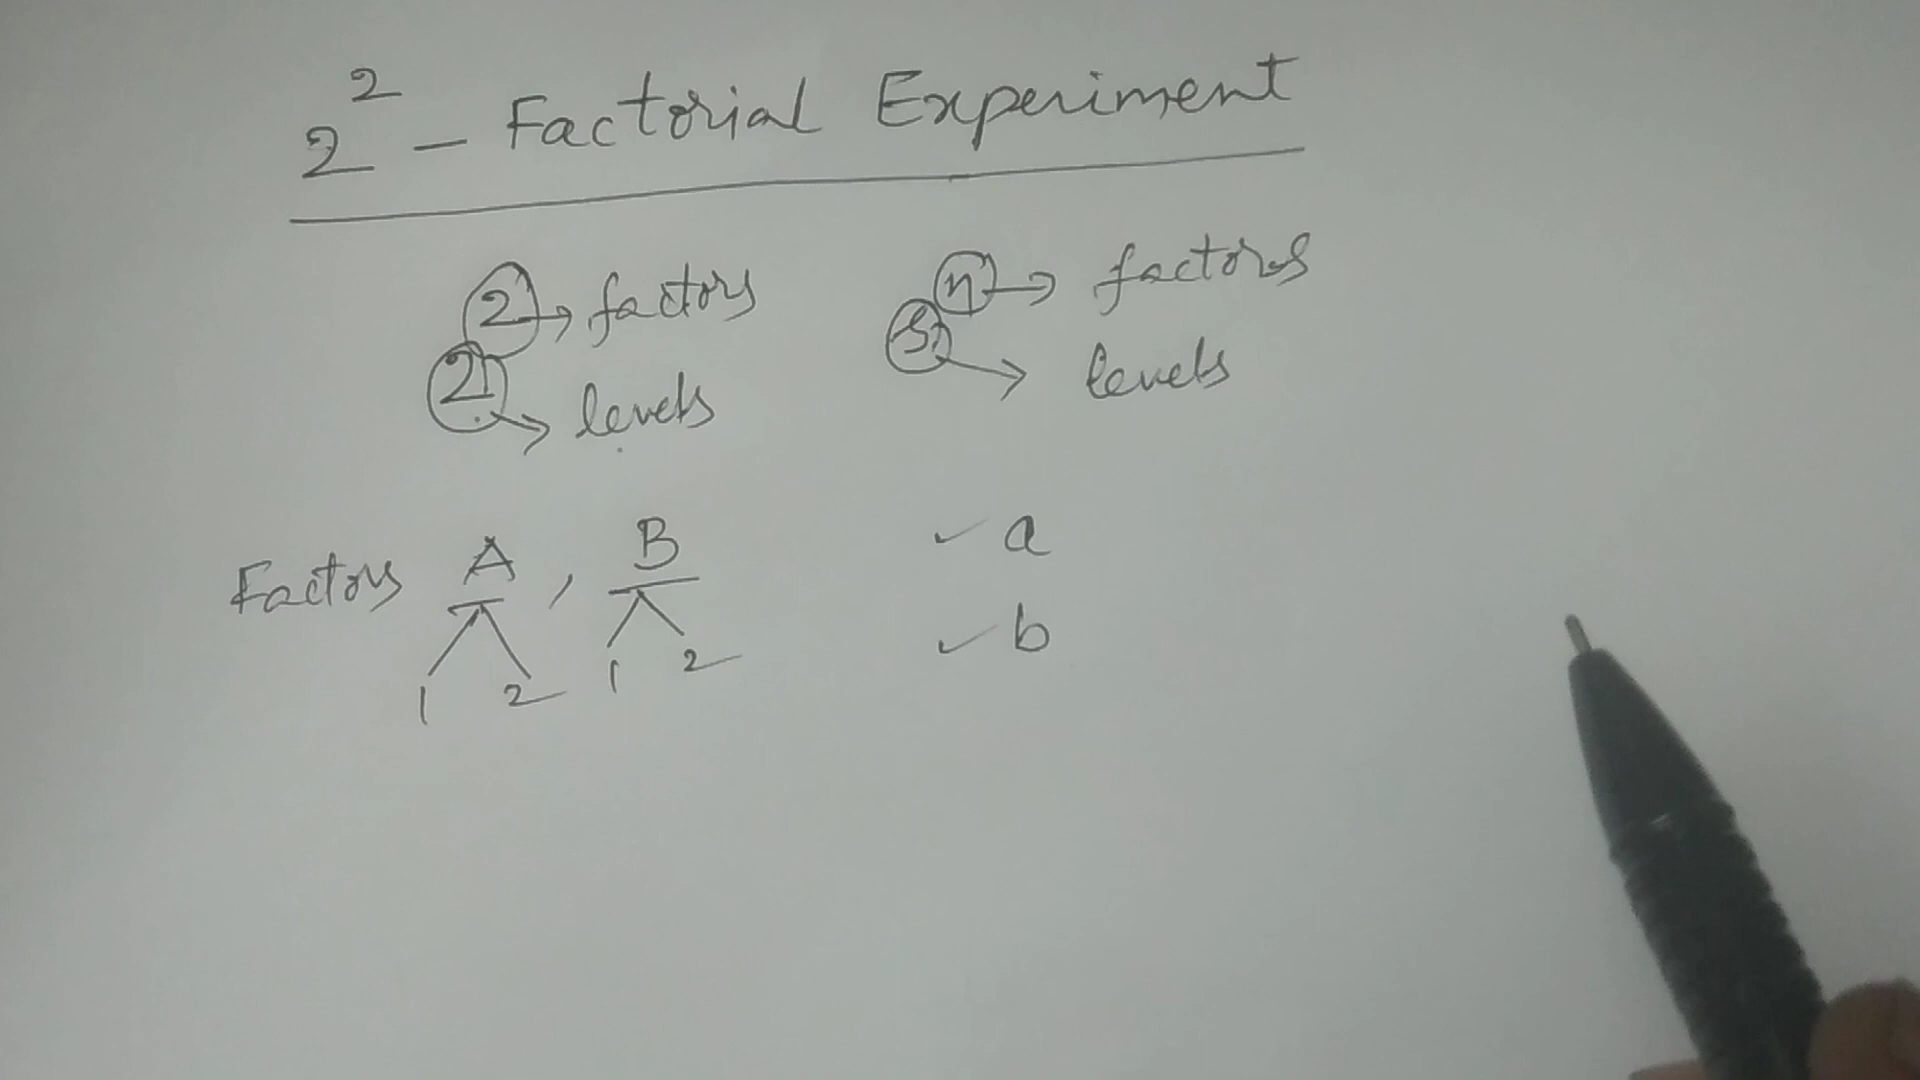 2² - Factorial Experiment
2 → factors
2 → levels
n → factors
s → levels
Factors A , B
1 2 1 2
✓ a
✓ b